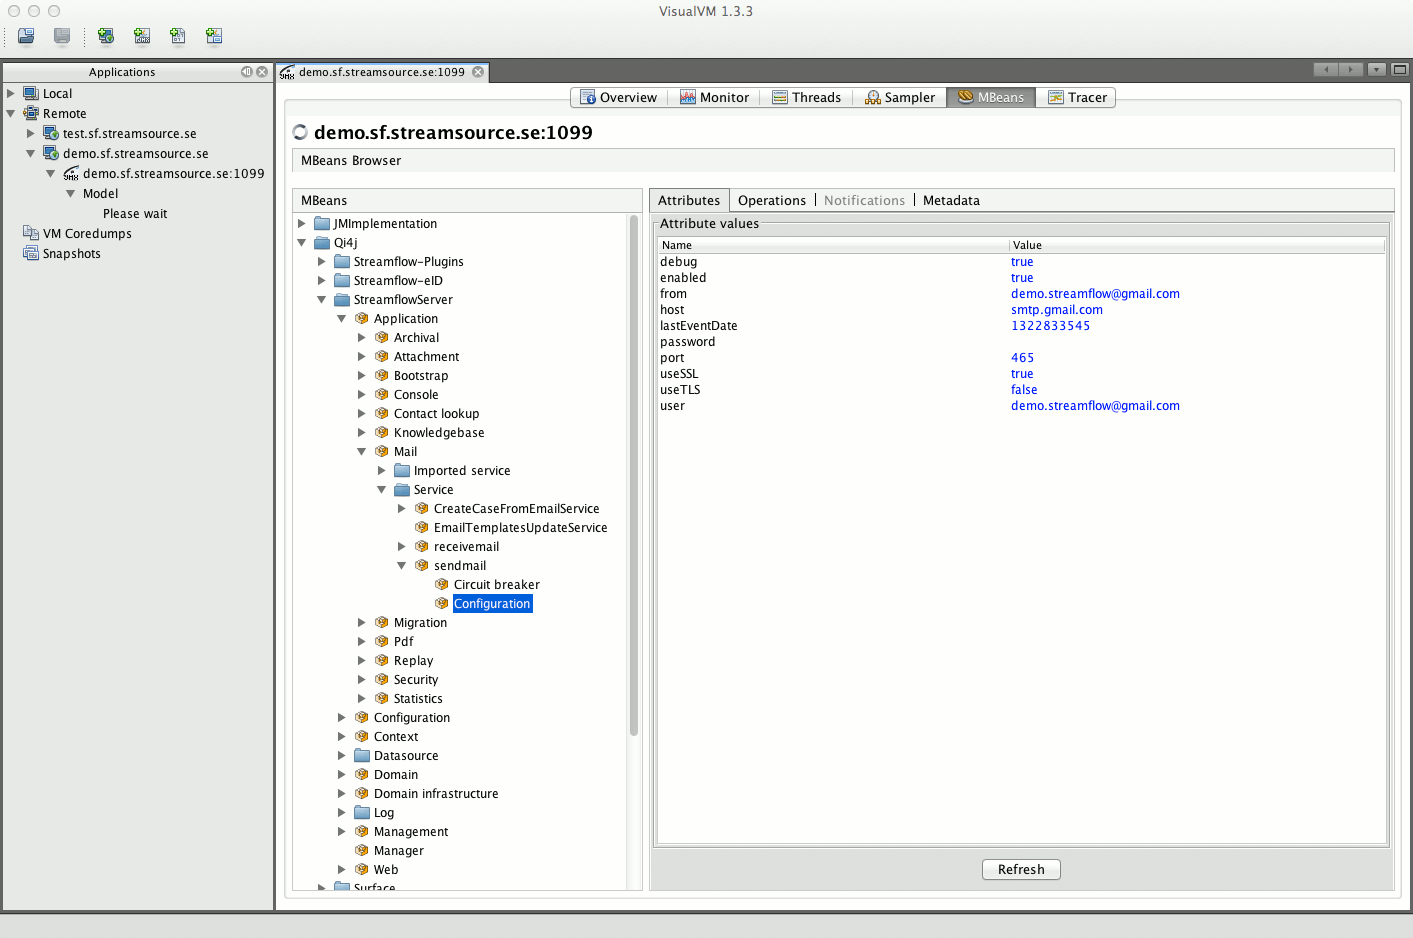 VisualVM 1.3.3
Applications
demo.sf.streamsource.se:1099
Local
Remote
test.sf.streamsource.se
demo.sf.streamsource.se
demo.sf.streamsource.se:1099
Model
Please wait
VM Coredumps
Snapshots
Overview
Monitor
Threads
Sampler
MBeans
Tracer
demo.sf.streamsource.se:1099
MBeans Browser
MBeans
JMImplementation
Qi4j
Streamflow-Plugins
Streamflow-eID
StreamflowServer
Application
Archival
Attachment
Bootstrap
Console
Contact lookup
Knowledgebase
Mail
Imported service
Service
CreateCaseFromEmailService
EmailTemplatesUpdateService
receivemail
sendmail
Circuit breaker
Configuration
Migration
Pdf
Replay
Security
Statistics
Configuration
Context
Datasource
Domain
Domain infrastructure
Log
Management
Manager
Web
Surface
Attributes
Operations
Notifications
Metadata
Attribute values
Name Value
debug true
enabled true
from demo.streamflow@gmail.com
host smtp.gmail.com
lastEventDate 1322833545
password
port 465
useSSL true
useTLS false
user demo.streamflow@gmail.com
Refresh